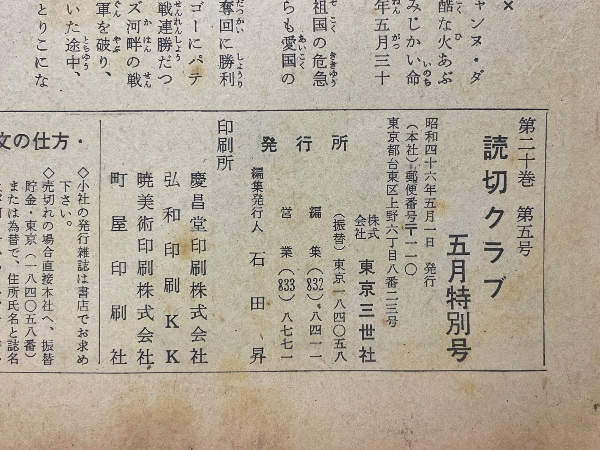 ×
ャンヌ・ダ
酷な火あぶ
みじかい命
年五月三十
祖国の危急
らも愛国の
奪回に勝利
ゴーにパテ
戦連勝だつ
ズ河畔の戦
軍を破り、
いた途中、
とりこにな
第二十巻 第五号
読切クラブ
五月特別号
昭和四十六年五月一日 発行
(本社)郵便番号〒一一〇
東京都台東区上野六丁目八番二三号
発行所
株式会社 東京三世社
(振替)東京一八四〇五八
編集(832)八四一一
営業(833)八七七一
編集発行人 石田昇
印刷所
慶昌堂印刷株式会社
弘和印刷KK
暁美術印刷株式会社
町屋印刷社
文の仕方・
◇小社の発行雑誌は書店でお求め
下さい。
◇売切れの場合直接本社へ、振替
貯金・東京(一八四〇五八番)
または為替で、住所氏名と誌名